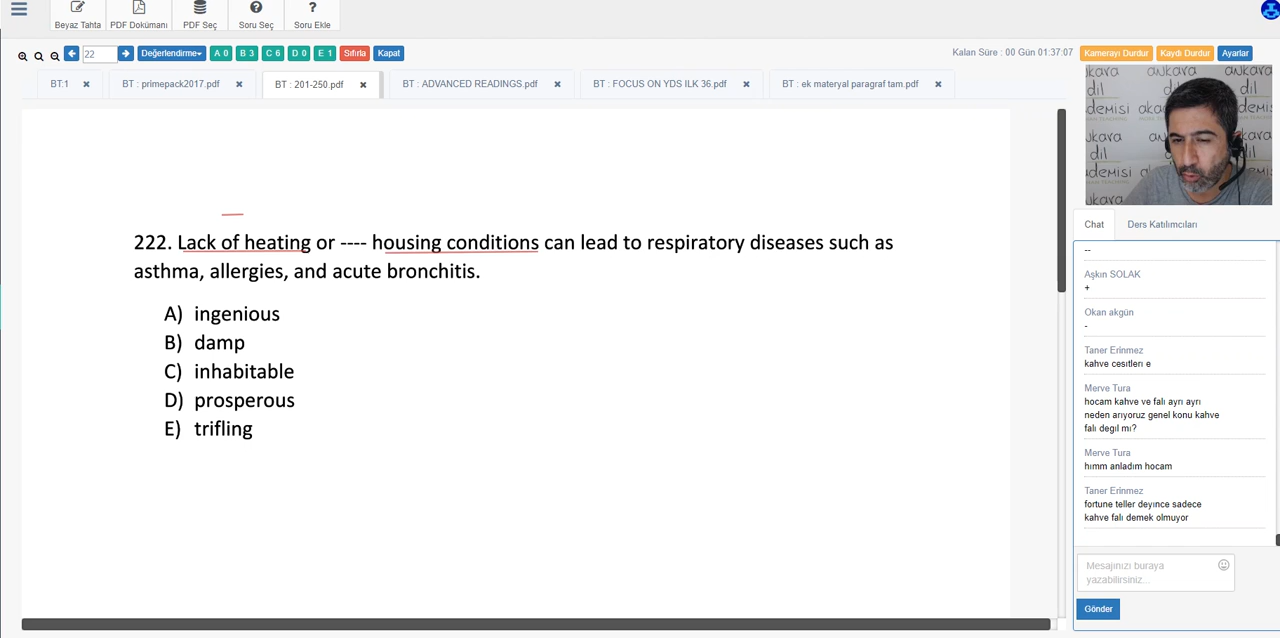 Beyaz Tahta PDF Dokümanı PDF Seç Soru Seç Soru Ekle
22 Değerlendirme A 0 B 3 C 6 D 0 E 1 Sıfırla Kapat
Kalan Süre : 00 Gün 01:37:07 Kamerayı Durdur Kaydı Durdur Ayarlar
BT:1 BT : primepack2017.pdf BT : 201-250.pdf BT : ADVANCED READINGS.pdf BT : FOCUS ON YDS ILK 36.pdf BT : ek materyal paragraf tam.pdf
222. Lack of heating or ---- housing conditions can lead to respiratory diseases such as
asthma, allergies, and acute bronchitis.
A) ingenious
B) damp
C) inhabitable
D) prosperous
E) trifling
ankara
dil
Chat Ders Katılımcıları
--
Aşkın SOLAK
+
Okan akgün
-
Taner Erinmez
kahve cesıtlerı e
Merve Tura
hocam kahve ve falı ayrı ayrı
neden arıyoruz genel konu kahve
falı degıl mı?
Merve Tura
hımm anladım hocam
Taner Erinmez
fortune teller deyınce sadece
kahve falı demek olmuyor
Mesajınızı buraya
yazabilirsiniz...
Gönder